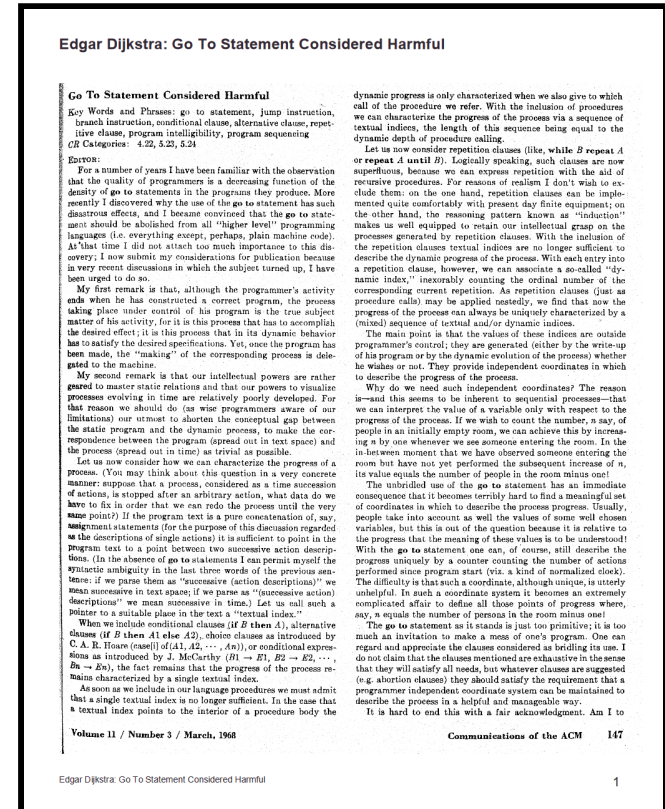 Edgar Dijkstra: Go To Statement Considered Harmful
Go To Statement Considered Harmful
Key Words and Phrases: go to statement, jump instruction,
branch instruction, conditional clause, alternative clause, repet-
itive clause, program intelligibility, program sequencing
CR Categories: 4.22, 5.23, 5.24
EDITOR:
For a number of years I have been familiar with the observation
that the quality of programmers is a decreasing function of the
density of go to statements in the programs they produce. More
recently I discovered why the use of the go to statement has such
disastrous effects, and I became convinced that the go to state-
ment should be abolished from all "higher level" programming
languages (i.e. everything except, perhaps, plain machine code).
At that time I did not attach too much importance to this dis-
covery; I now submit my considerations for publication because
in very recent discussions in which the subject turned up, I have
been urged to do so.
My first remark is that, although the programmer's activity
ends when he has constructed a correct program, the process
taking place under control of his program is the true subject
matter of his activity, for it is this process that has to accomplish
the desired effect; it is this process that in its dynamic behavior
has to satisfy the desired specifications. Yet, once the program has
been made, the "making" of the corresponding process is dele-
gated to the machine.
My second remark is that our intellectual powers are rather
geared to master static relations and that our powers to visualize
processes evolving in time are relatively poorly developed. For
that reason we should do (as wise programmers aware of our
limitations) our utmost to shorten the conceptual gap between
the static program and the dynamic process, to make the cor-
respondence between the program (spread out in text space) and
the process (spread out in time) as trivial as possible.
Let us now consider how we can characterize the progress of a
process. (You may think about this question in a very concrete
manner: suppose that a process, considered as a time succession
of actions, is stopped after an arbitrary action, what data do we
have to fix in order that we can redo the process until the very
same point?) If the program text is a pure concatenation of, say,
assignment statements (for the purpose of this discussion regarded
as the descriptions of single actions) it is sufficient to point in the
program text to a point between two successive action descrip-
tions. (In the absence of go to statements I can permit myself the
syntactic ambiguity in the last three words of the previous sen-
tence: if we parse them as "successive (action descriptions)" we
mean successive in text space; if we parse as "(successive action)
descriptions" we mean successive in time.) Let us call such a
pointer to a suitable place in the text a "textual index."
When we include conditional clauses (if B then A), alternative
clauses (if B then A1 else A2), choice clauses as introduced by
C. A. R. Hoare (case[i] of (A1, A2, ··· , An)), or conditional expres-
sions as introduced by J. McCarthy (B1 → E1, B2 → E2, ··· ,
Bn → En), the fact remains that the progress of the process re-
mains characterized by a single textual index.
As soon as we include in our language procedures we must admit
that a single textual index is no longer sufficient. In the case that
a textual index points to the interior of a procedure body the
dynamic progress is only characterized when we also give to which
call of the procedure we refer. With the inclusion of procedures
we can characterize the progress of the process via a sequence of
textual indices, the length of this sequence being equal to the
dynamic depth of procedure calling.
Let us now consider repetition clauses (like, while B repeat A
or repeat A until B). Logically speaking, such clauses are now
superfluous, because we can express repetition with the aid of
recursive procedures. For reasons of realism I don't wish to ex-
clude them: on the one hand, repetition clauses can be imple-
mented quite comfortably with present day finite equipment; on
the other hand, the reasoning pattern known as "induction"
makes us well equipped to retain our intellectual grasp on the
processes generated by repetition clauses. With the inclusion of
the repetition clauses textual indices are no longer sufficient to
describe the dynamic progress of the process. With each entry into
a repetition clause, however, we can associate a so-called "dy-
namic index," inexorably counting the ordinal number of the
corresponding current repetition. As repetition clauses (just as
procedure calls) may be applied nestedly, we find that now the
progress of the process can always be uniquely characterized by a
(mixed) sequence of textual and/or dynamic indices.
The main point is that the values of these indices are outside
programmer's control; they are generated (either by the write-up
of his program or by the dynamic evolution of the process) whether
he wishes or not. They provide independent coordinates in which
to describe the progress of the process.
Why do we need such independent coordinates? The reason
is—and this seems to be inherent to sequential processes—that
we can interpret the value of a variable only with respect to the
progress of the process. If we wish to count the number, n say, of
people in an initially empty room, we can achieve this by increas-
ing n by one whenever we see someone entering the room. In the
in-between moment that we have observed someone entering the
room but have not yet performed the subsequent increase of n,
its value equals the number of people in the room minus one!
The unbridled use of the go to statement has an immediate
consequence that it becomes terribly hard to find a meaningful set
of coordinates in which to describe the process progress. Usually,
people take into account as well the values of some well chosen
variables, but this is out of the question because it is relative to
the progress that the meaning of these values is to be understood!
With the go to statement one can, of course, still describe the
progress uniquely by a counter counting the number of actions
performed since program start (viz. a kind of normalized clock).
The difficulty is that such a coordinate, although unique, is utterly
unhelpful. In such a coordinate system it becomes an extremely
complicated affair to define all those points of progress where,
say, n equals the number of persons in the room minus one!
The go to statement as it stands is just too primitive; it is too
much an invitation to make a mess of one's program. One can
regard and appreciate the clauses considered as bridling its use. I
do not claim that the clauses mentioned are exhaustive in the sense
that they will satisfy all needs, but whatever clauses are suggested
(e.g. abortion clauses) they should satisfy the requirement that a
programmer independent coordinate system can be maintained to
describe the process in a helpful and manageable way.
It is hard to end this with a fair acknowledgment. Am I to
Volume 11 / Number 3 / March, 1968
Communications of the ACM 147
Edgar Dijkstra: Go To Statement Considered Harmful
1